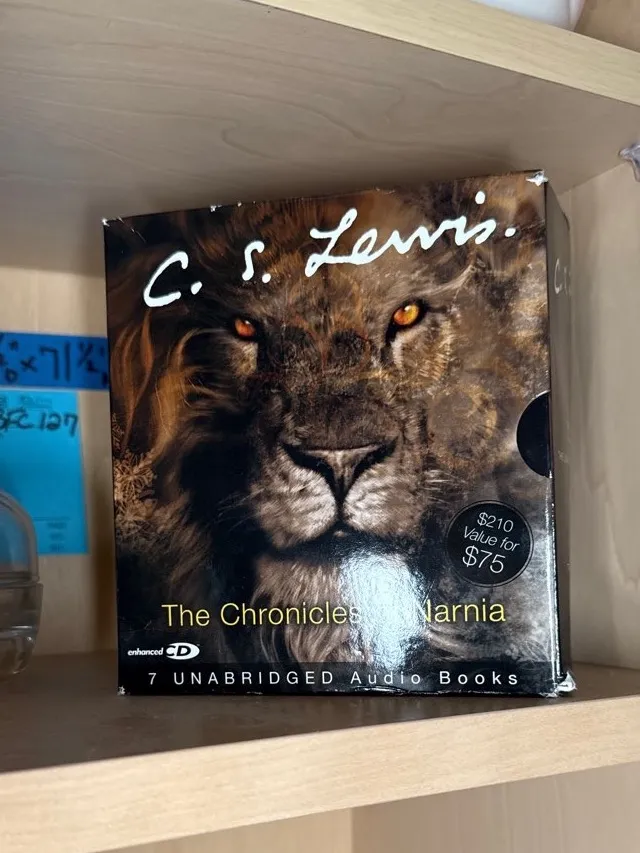 C. S. Lewis.
$210
Value for
$75
The Chronicles Narnia
enhanced CD
7 UNABRIDGED Audio Books